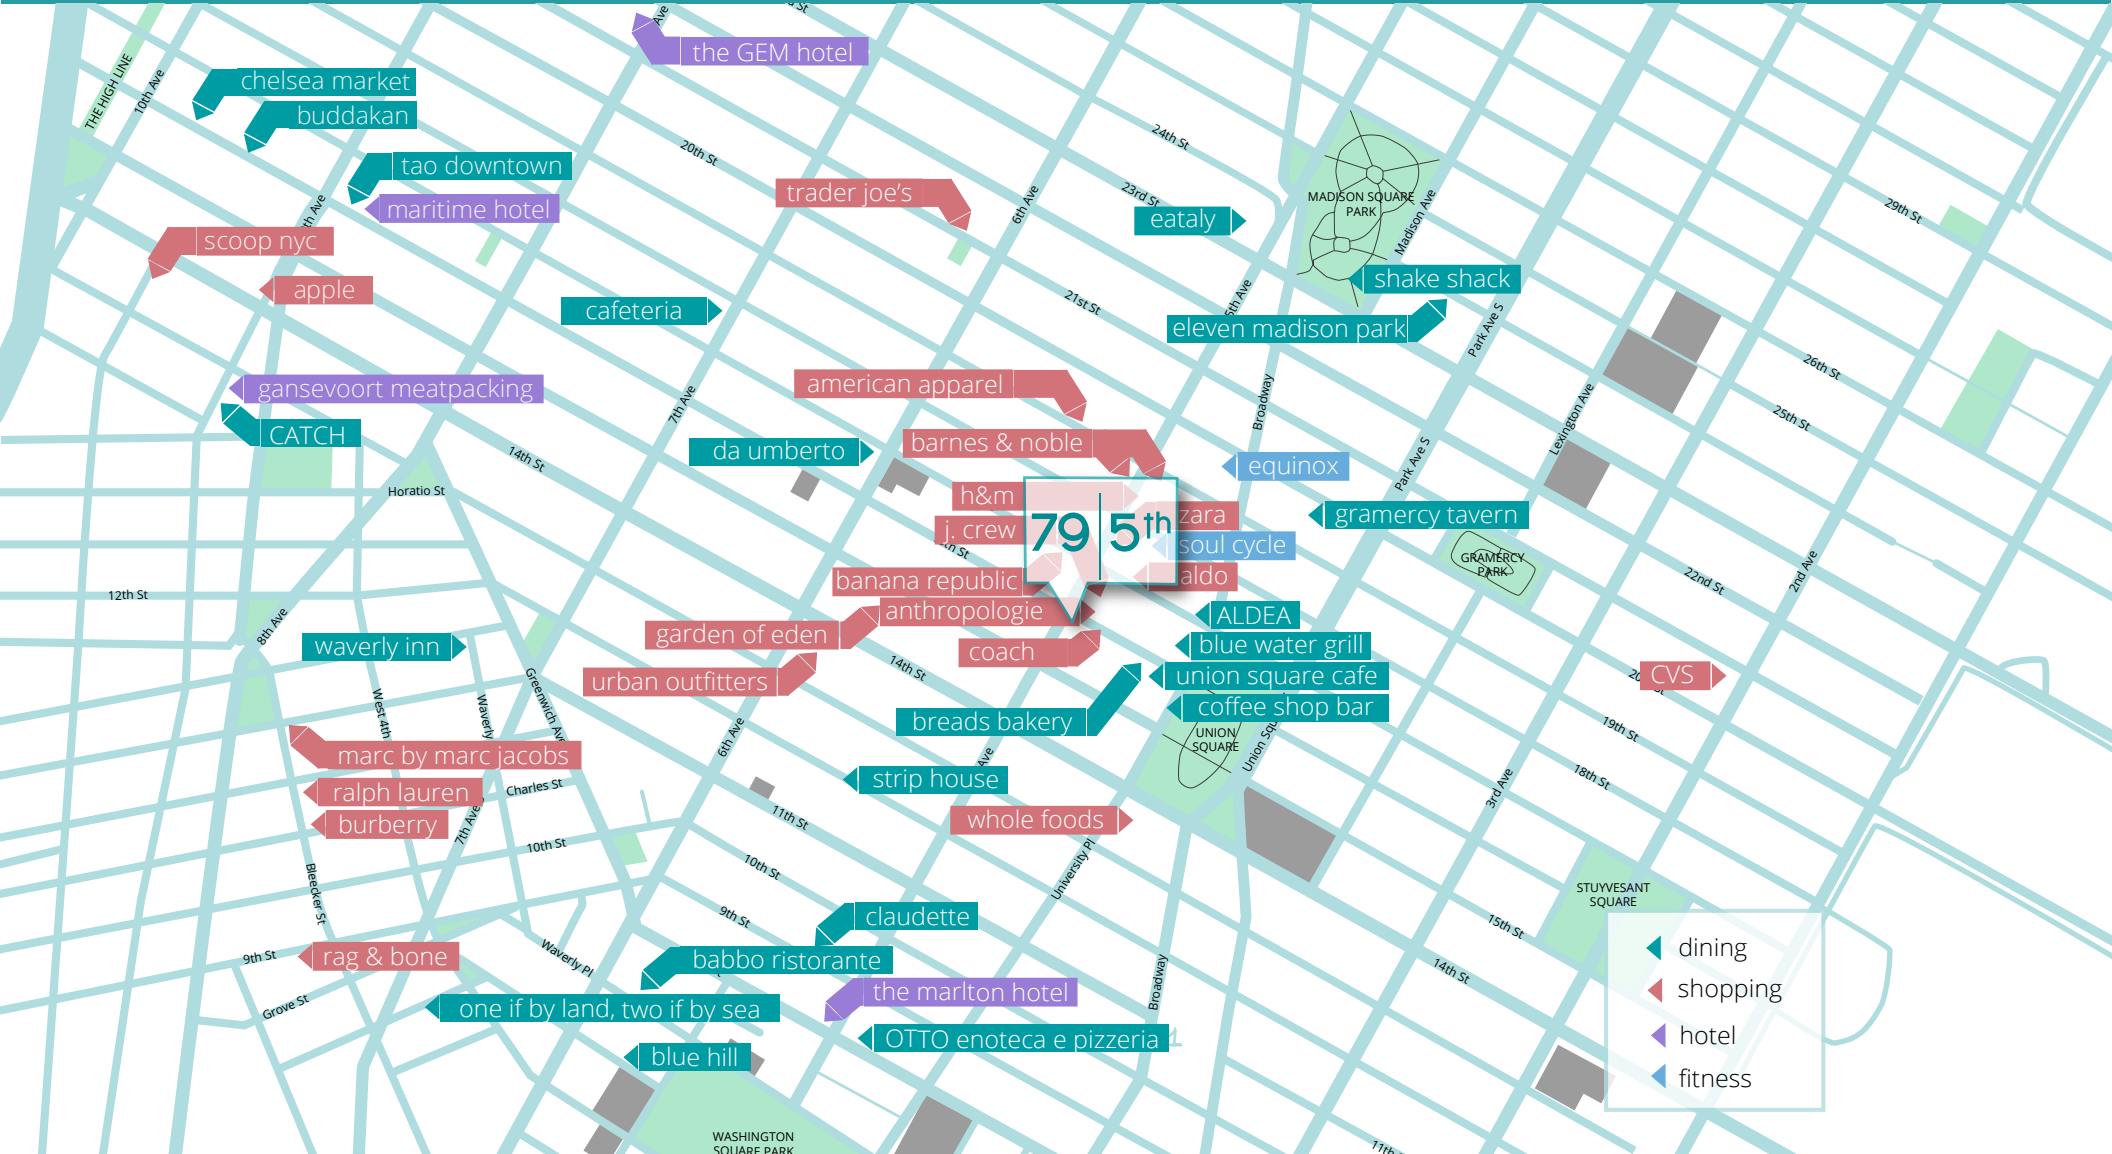 the GEM hotel
chelsea market
buddakan
THE HIGH LINE
10th Ave
Ave
tao downtown
maritime hotel
20th St
24th St
23rd St
trader joe's
6th Ave
eataly
MADISON SQUARE
PARK
Madison Ave
29th St
scoop nyc
apple
cafeteria
21st St
5th Ave
shake shack
eleven madison park
Park Ave S
26th St
gansevoort meatpacking
CATCH
7th Ave
american apparel
Broadway
Lexington Ave
25th St
14th St
da umberto
barnes & noble
equinox
Park Ave S
Horatio St
h&m
j. crew
79 | 5th
zara
soul cycle
gramercy tavern
GRAMERCY
PARK
banana republic
aldo
22nd St
2nd Ave
12th St
8th Ave
anthropologie
garden of eden
coach
ALDEA
blue water grill
waverly inn
14th St
urban outfitters
union square cafe
CVS
West 4th
Waverly
Greenwich Ave
6th Ave
breads bakery
coffee shop bar
UNION
SQUARE
19th St
marc by marc jacobs
ralph lauren
burberry
Charles St
7th Ave
strip house
Ave
18th St
3rd Ave
11th St
whole foods
10th St
10th St
University Pl
Bleecker St
9th St
claudette
STUYVESANT
SQUARE
15th St
9th St
rag & bone
Waverly Pl
babbo ristorante
the marlton hotel
14th St
Broadway
Grove St
one if by land, two if by sea
OTTO enoteca e pizzeria
blue hill
WASHINGTON
SQUARE PARK
11th
dining
shopping
hotel
fitness